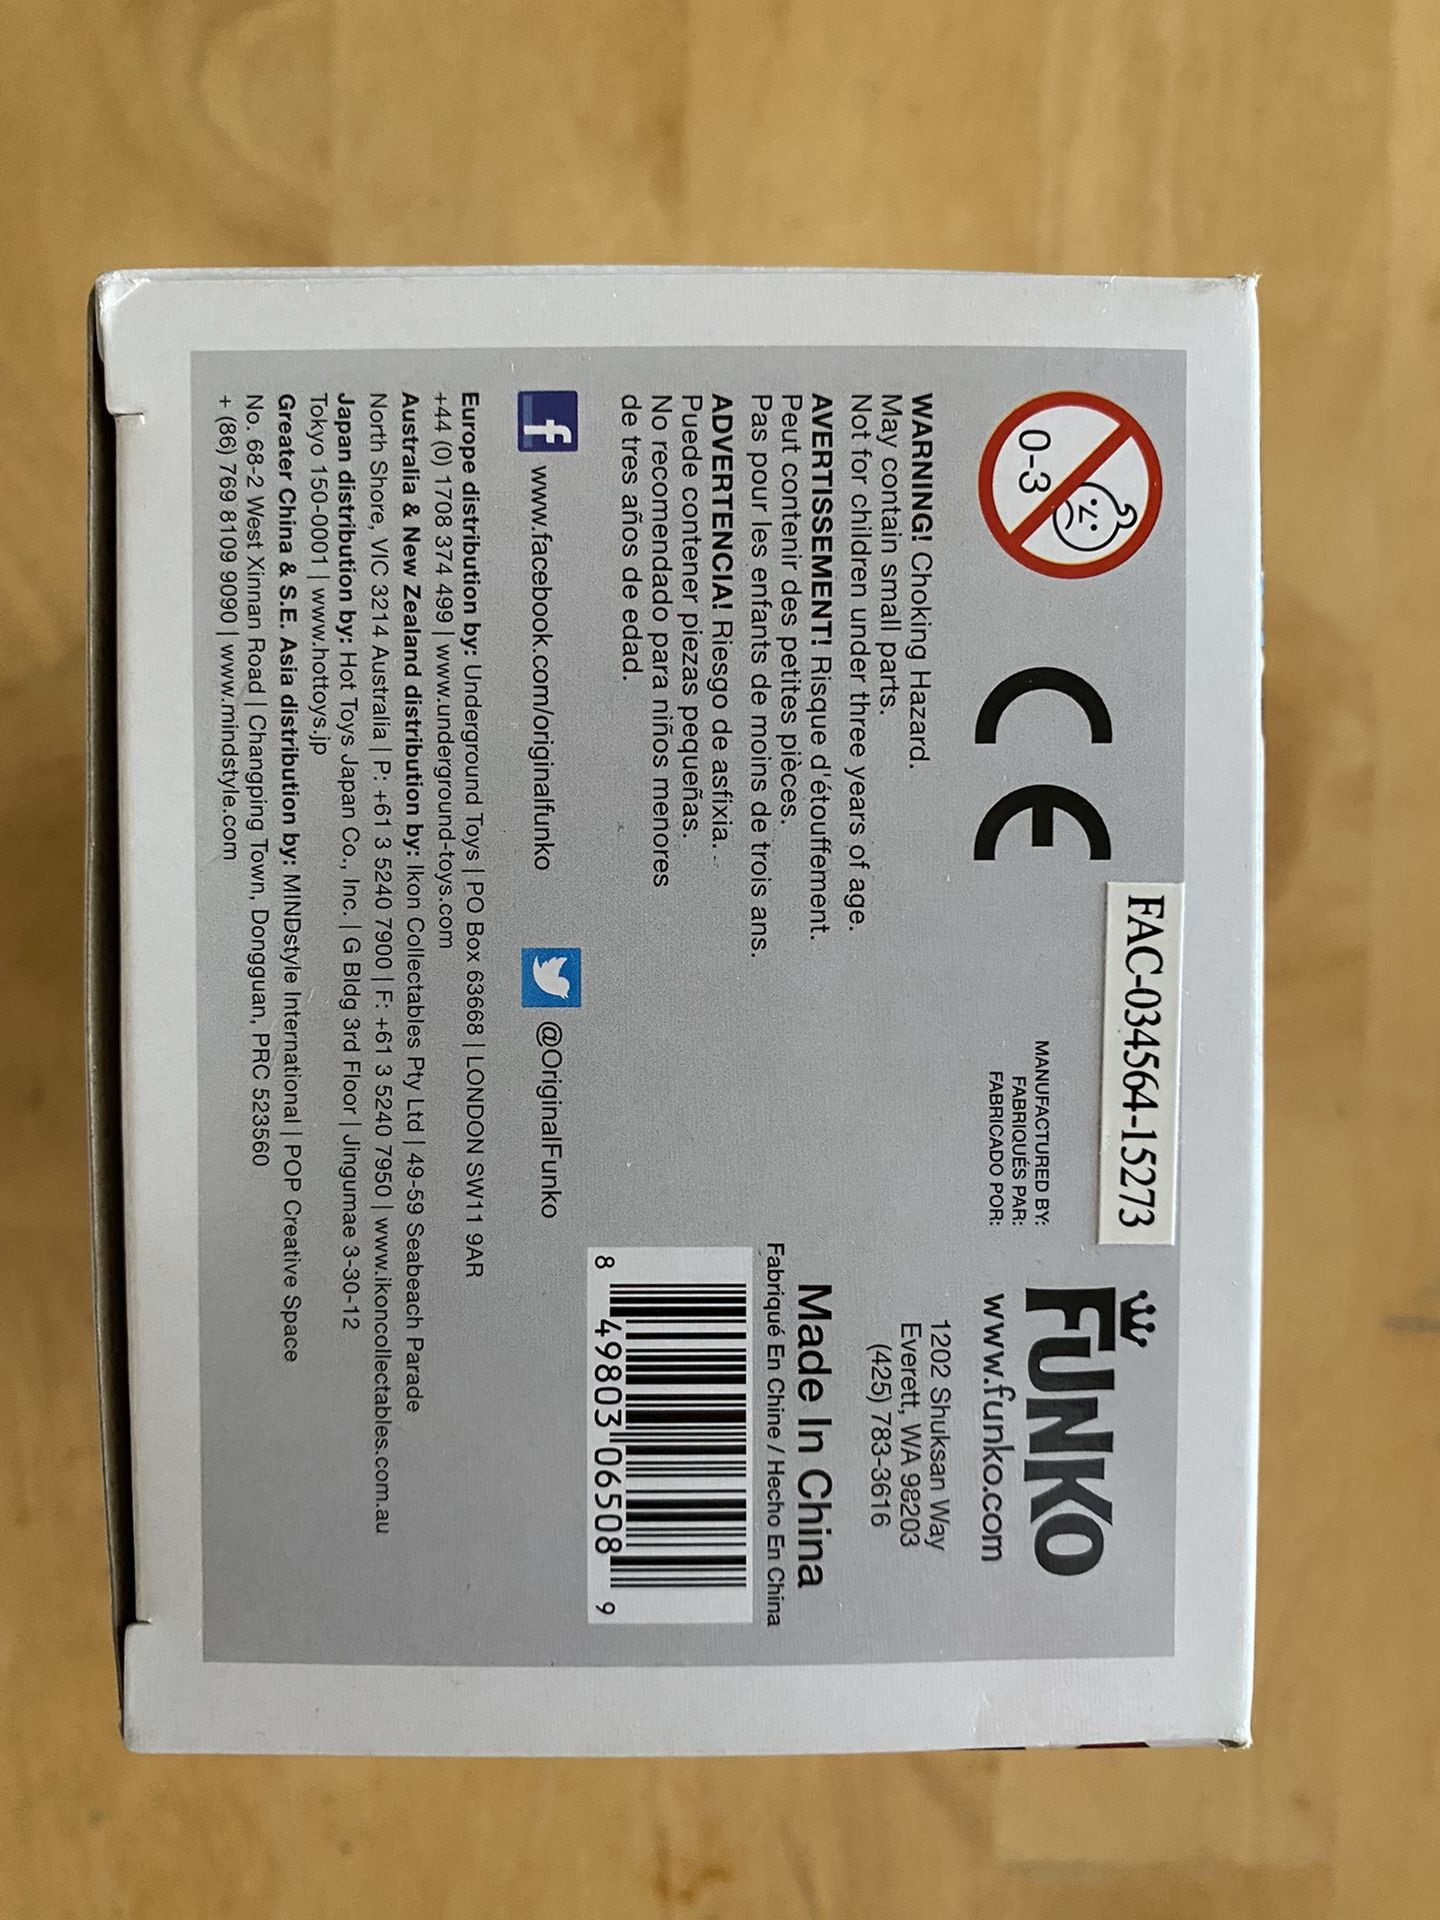 0-3
CE
FAC-034564-15273
MANUFACTURED BY:
FABRIQUÉS PAR:
FABRICADO POR:
FUNKO
www.funko.com
1202 Shuksan Way
Everett, WA 98203
(425) 783-3616
WARNING! Choking Hazard.
May contain small parts.
Not for children under three years of age.
AVERTISSEMENT! Risque d'étouffement.
Peut contenir des petites pièces.
Pas pour les enfants de moins de trois ans.
ADVERTENCIA! Riesgo de asfixia.
Puede contener piezas pequeñas.
No recomendado para niños menores
de tres años de edad.
Made In China
Fabriqué En Chine / Hecho En China
8 49803 06508 9
f www.facebook.com/originalfunko
@OriginalFunko
Europe distribution by: Underground Toys | PO Box 63668 | LONDON SW11 9AR
+44 (0) 1708 374 499 | www.underground-toys.com
Australia & New Zealand distribution by: Ikon Collectables Pty Ltd | 49-59 Seabeach Parade
North Shore, VIC 3214 Australia | P: +61 3 5240 7900 | F: +61 3 5240 7950 | www.ikoncollectables.com.au
Japan distribution by: Hot Toys Japan Co., Inc. | G Bldg 3rd Floor | Jingumae 3-30-12
Tokyo 150-0001 | www.hottoys.jp
Greater China & S.E. Asia distribution by: MINDstyle International | POP Creative Space
No. 68-2 West Xinnan Road | Changping Town, Dongguan, PRC 523560
+ (86) 769 8109 9090 | www.mindstyle.com